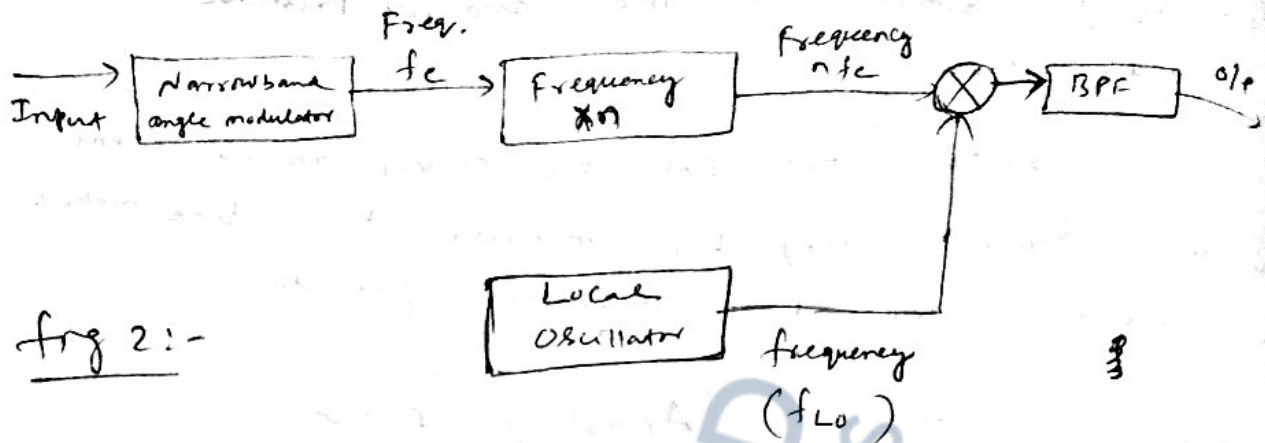 Input
Narrowband
angle modulator
Freq.
fc
Frequency
×n
Frequency
nfc
BPF
o/p
Local
Oscillator
frequency
(fLo)
fig 2:-